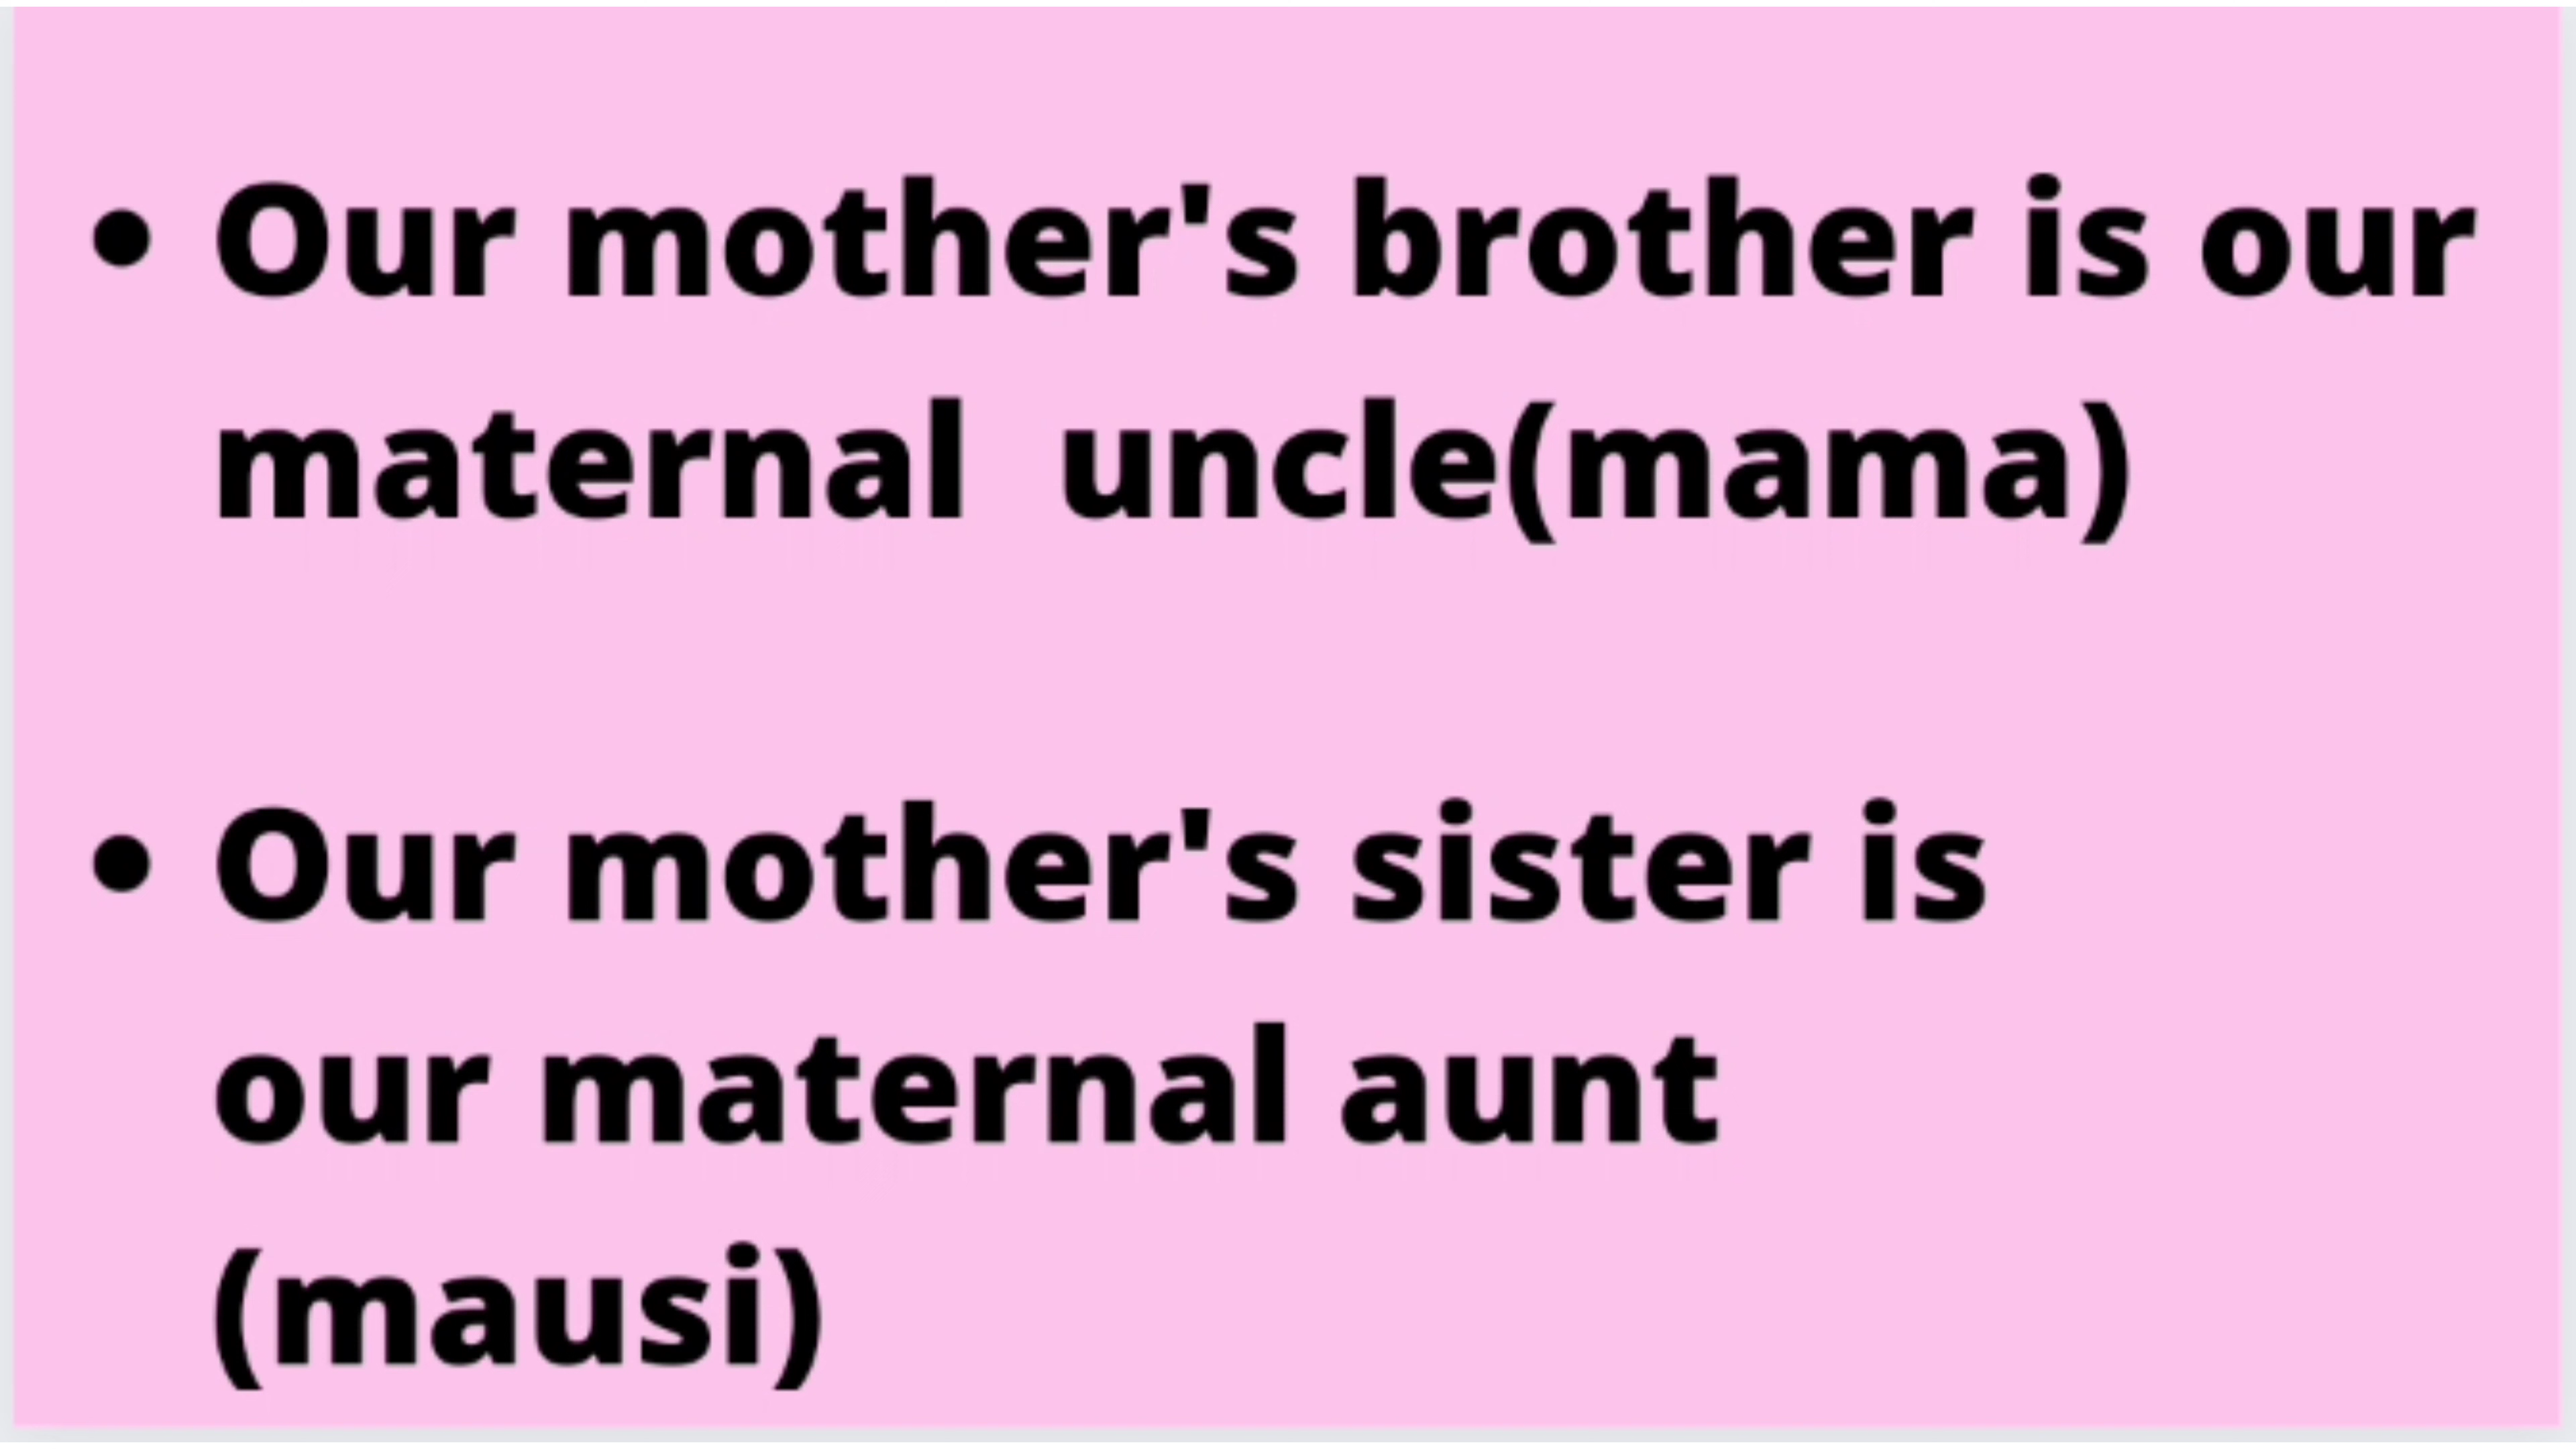 • Our mother's brother is our
maternal  uncle(mama)
• Our mother's sister is
our maternal aunt
(mausi)